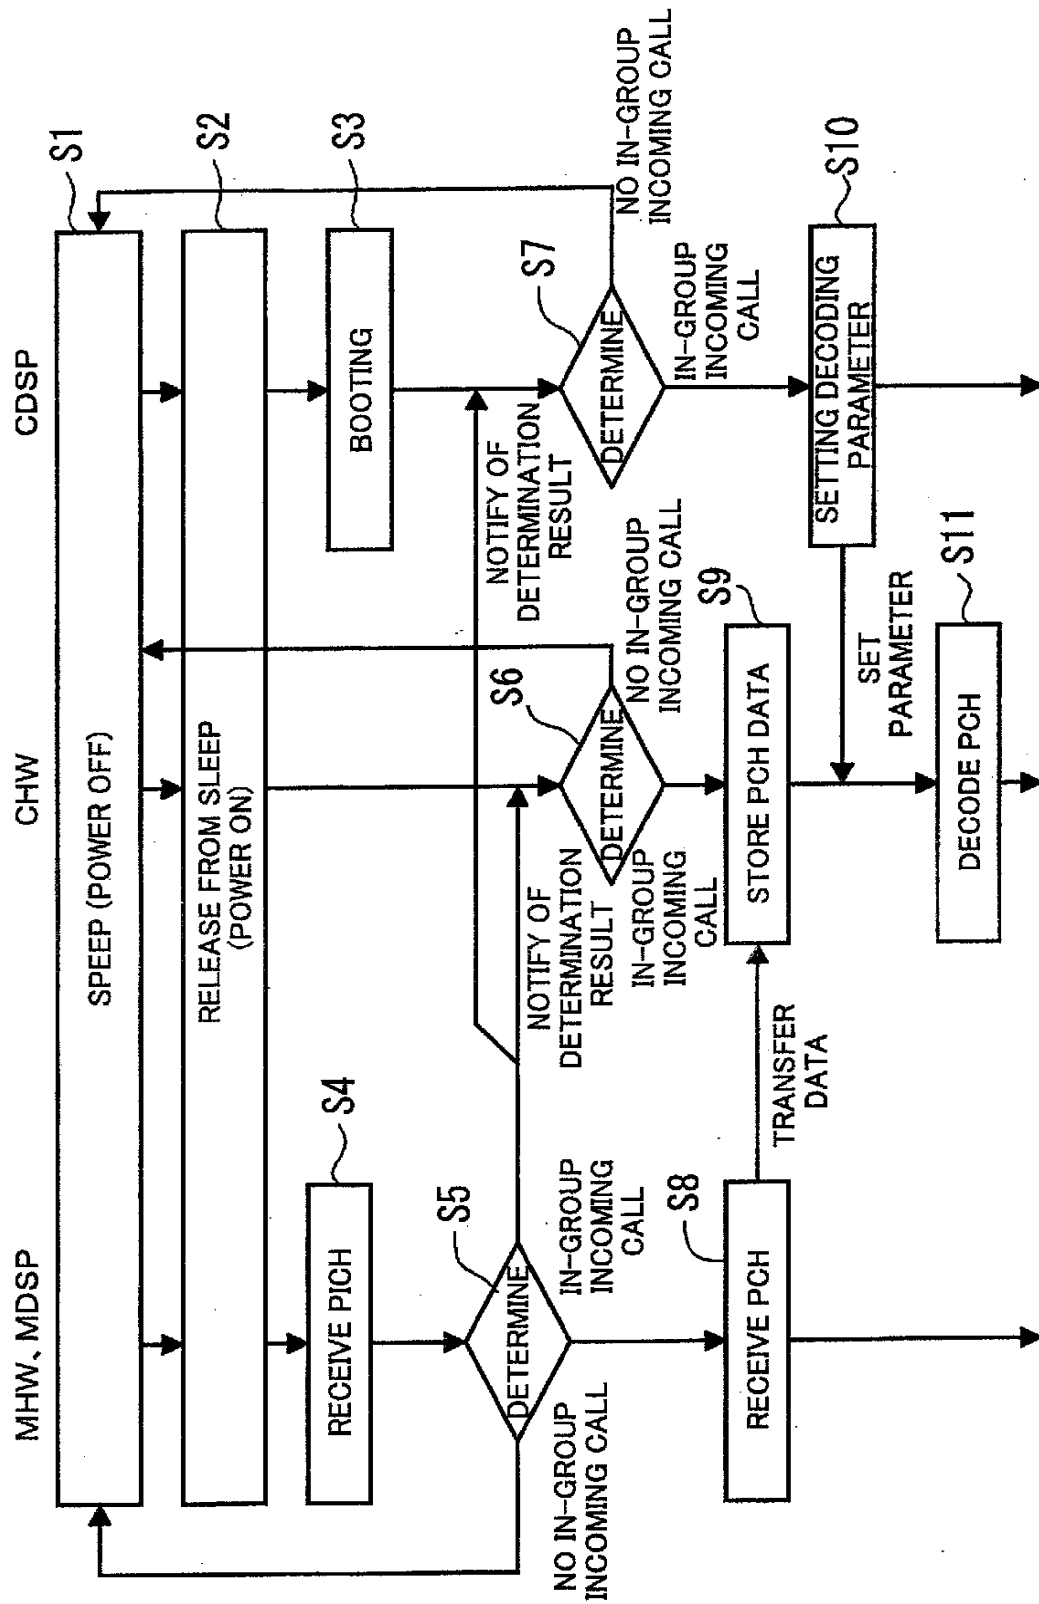 MHW、MDSP
CHW
CDSP
S1
SPEEP (POWER OFF)
S2
RELEASE FROM SLEEP
(POWER ON)
S3
BOOTING
S4
RECEIVE PICH
S5
DETERMINE
NO IN-GROUP
INCOMING CALL
IN-GROUP
INCOMING
CALL
NOTIFY OF
DETERMINATION
RESULT
NOTIFY OF
DETERMINATION
RESULT
S6
DETERMINE
NO IN-GROUP
INCOMING CALL
IN-GROUP
INCOMING
CALL
S7
DETERMINE
NO IN-GROUP
INCOMING CALL
IN-GROUP
INCOMING
CALL
S8
RECEIVE PCH
TRANSFER
DATA
S9
STORE PCH DATA
S10
SETTING DECODING
PARAMETER
SET
PARAMETER
S11
DECODE PCH